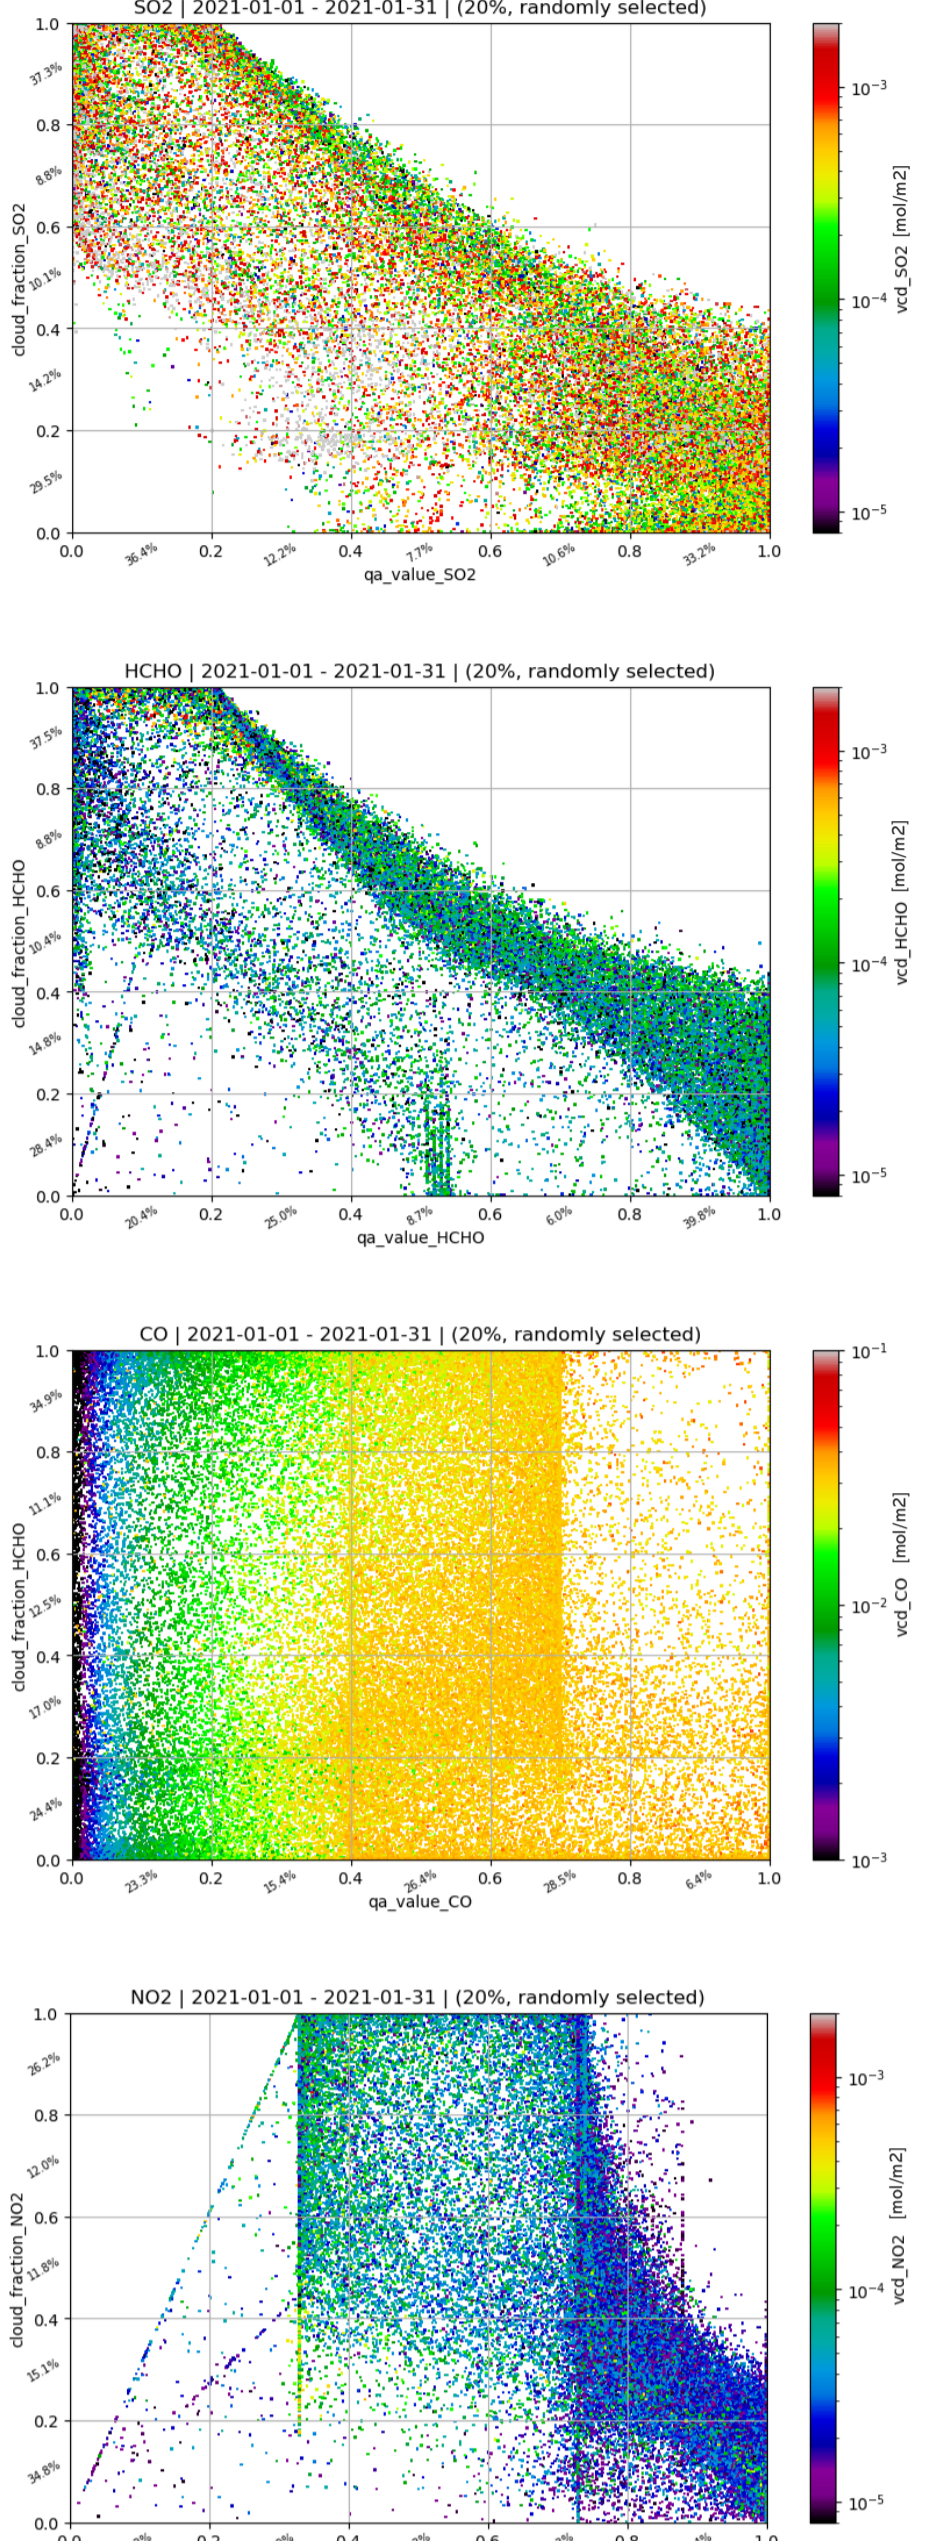 SO2 | 2021-01-01 - 2021-01-31 | (20%, randomly selected)
1.0
37.3%
0.8
8.8%
0.6
10.1%
0.4
14.2%
0.2
29.5%
0.0
cloud_fraction_SO2
0.0 0.2 0.4 0.6 0.8 1.0
36.4% 12.2% 7.7% 10.6% 33.2%
qa_value_SO2
10−3
10−4
10−5
vcd_SO2 [mol/m2]
HCHO | 2021-01-01 - 2021-01-31 | (20%, randomly selected)
1.0
37.5%
0.8
8.8%
0.6
10.4%
0.4
14.8%
0.2
28.4%
0.0
cloud_fraction_HCHO
0.0 0.2 0.4 0.6 0.8 1.0
20.4% 25.0% 8.7% 6.0% 39.8%
qa_value_HCHO
10−3
10−4
10−5
vcd_HCHO [mol/m2]
CO | 2021-01-01 - 2021-01-31 | (20%, randomly selected)
1.0
34.9%
0.8
11.1%
0.6
12.5%
0.4
17.0%
0.2
24.4%
0.0
cloud_fraction_HCHO
0.0 0.2 0.4 0.6 0.8 1.0
23.3% 15.4% 26.4% 28.5% 6.4%
qa_value_CO
10−1
10−2
10−3
vcd_CO [mol/m2]
NO2 | 2021-01-01 - 2021-01-31 | (20%, randomly selected)
1.0
26.2%
0.8
12.0%
0.6
11.8%
0.4
15.1%
0.2
34.8%
0.0
cloud_fraction_NO2
0.0 0.2 0.4 0.6 0.8 1.0
10−3
10−4
10−5
vcd_NO2 [mol/m2]